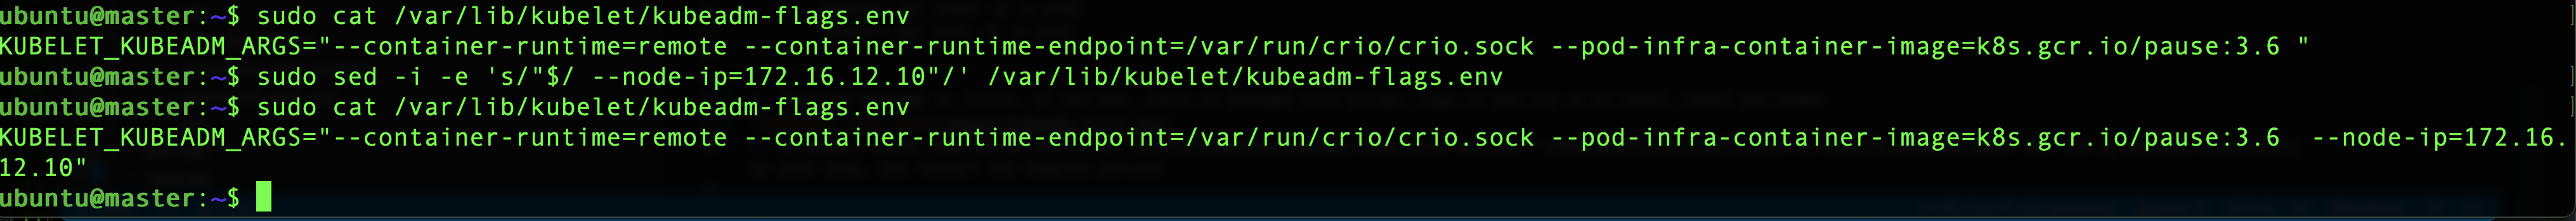 ubuntu@master:~$ sudo cat /var/lib/kubelet/kubeadm-flags.env
KUBELET_KUBEADM_ARGS="--container-runtime=remote --container-runtime-endpoint=/var/run/crio/crio.sock --pod-infra-container-image=k8s.gcr.io/pause:3.6 "
ubuntu@master:~$ sudo sed -i -e 's/"$/ --node-ip=172.16.12.10"/' /var/lib/kubelet/kubeadm-flags.env
ubuntu@master:~$ sudo cat /var/lib/kubelet/kubeadm-flags.env
KUBELET_KUBEADM_ARGS="--container-runtime=remote --container-runtime-endpoint=/var/run/crio/crio.sock --pod-infra-container-image=k8s.gcr.io/pause:3.6  --node-ip=172.16.
12.10"
ubuntu@master:~$